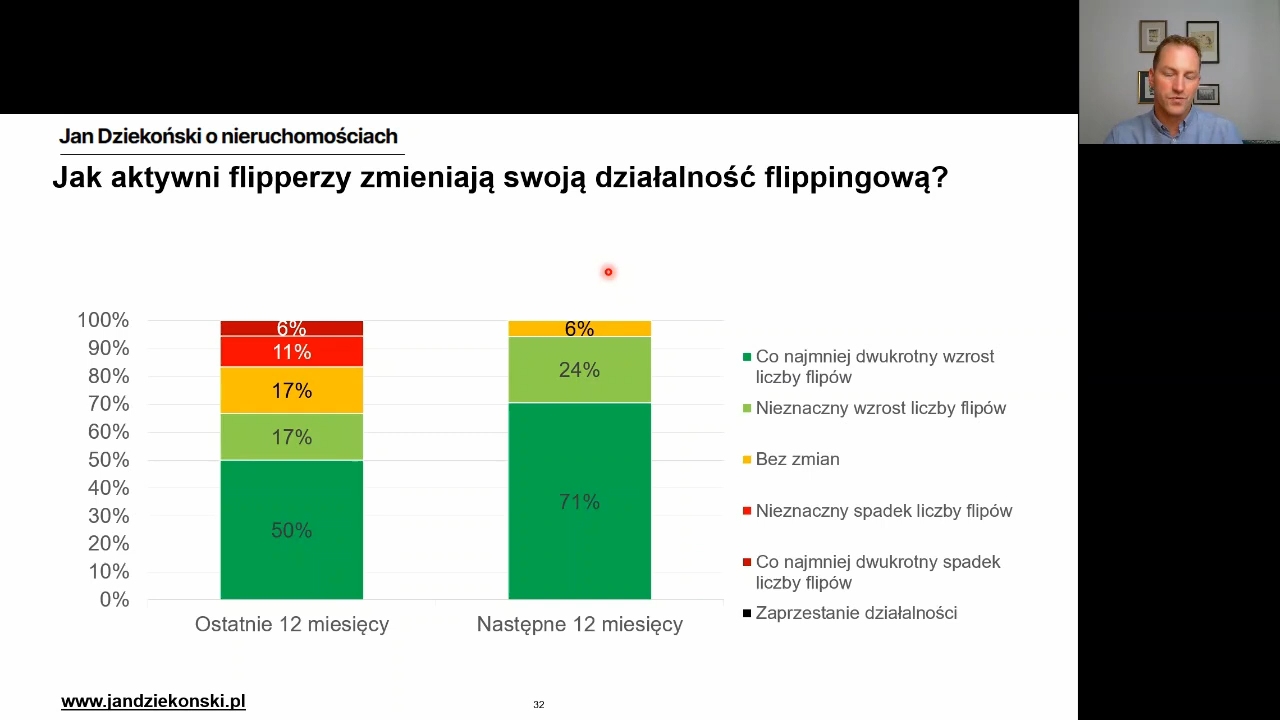 Jan Dziekoński o nieruchomościach
Jak aktywni flipperzy zmieniają swoją działalność flippingową?
100%
90%
80%
70%
60%
50%
40%
30%
20%
10%
0%
6%
11%
17%
17%
50%
6%
24%
71%
Ostatnie 12 miesięcy
Następne 12 miesięcy
Co najmniej dwukrotny wzrost
liczby flipów
Nieznaczny wzrost liczby flipów
Bez zmian
Nieznaczny spadek liczby flipów
Co najmniej dwukrotny spadek
liczby flipów
Zaprzestanie działalności
www.jandziekonski.pl
32